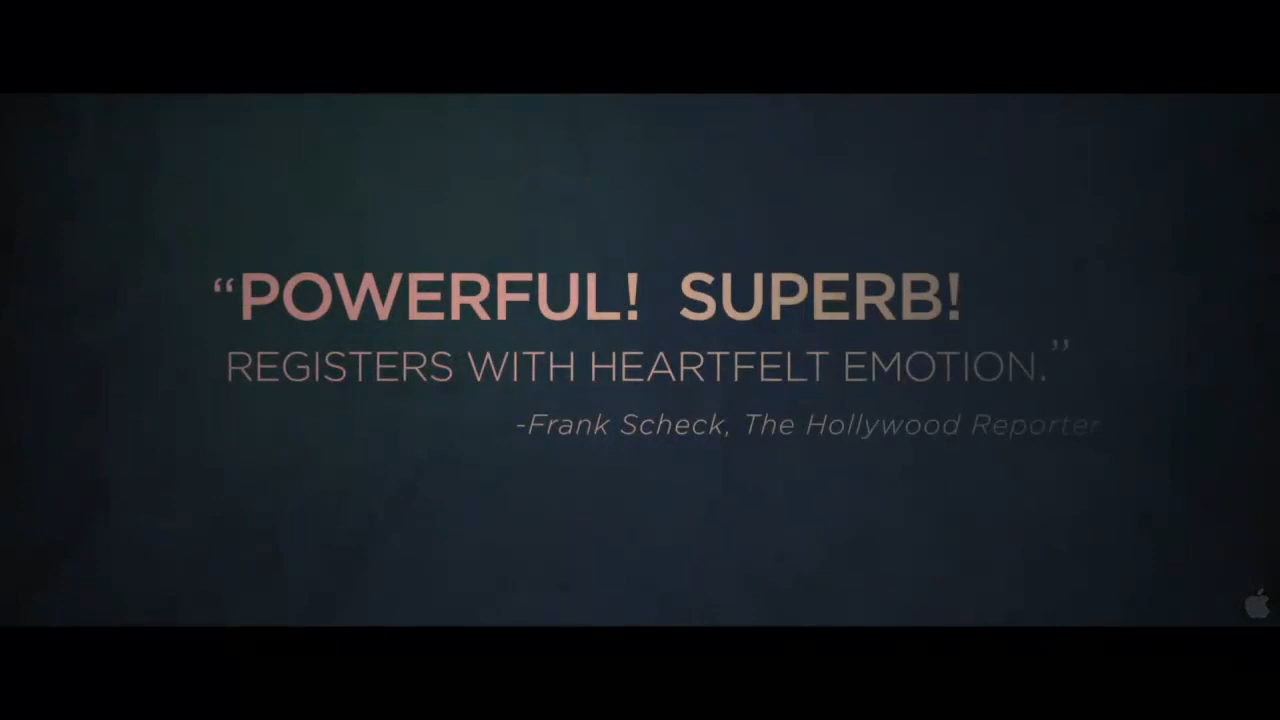 “POWERFUL! SUPERB!
REGISTERS WITH HEARTFELT EMOTION.”
-Frank Scheck, The Hollywood Reporter